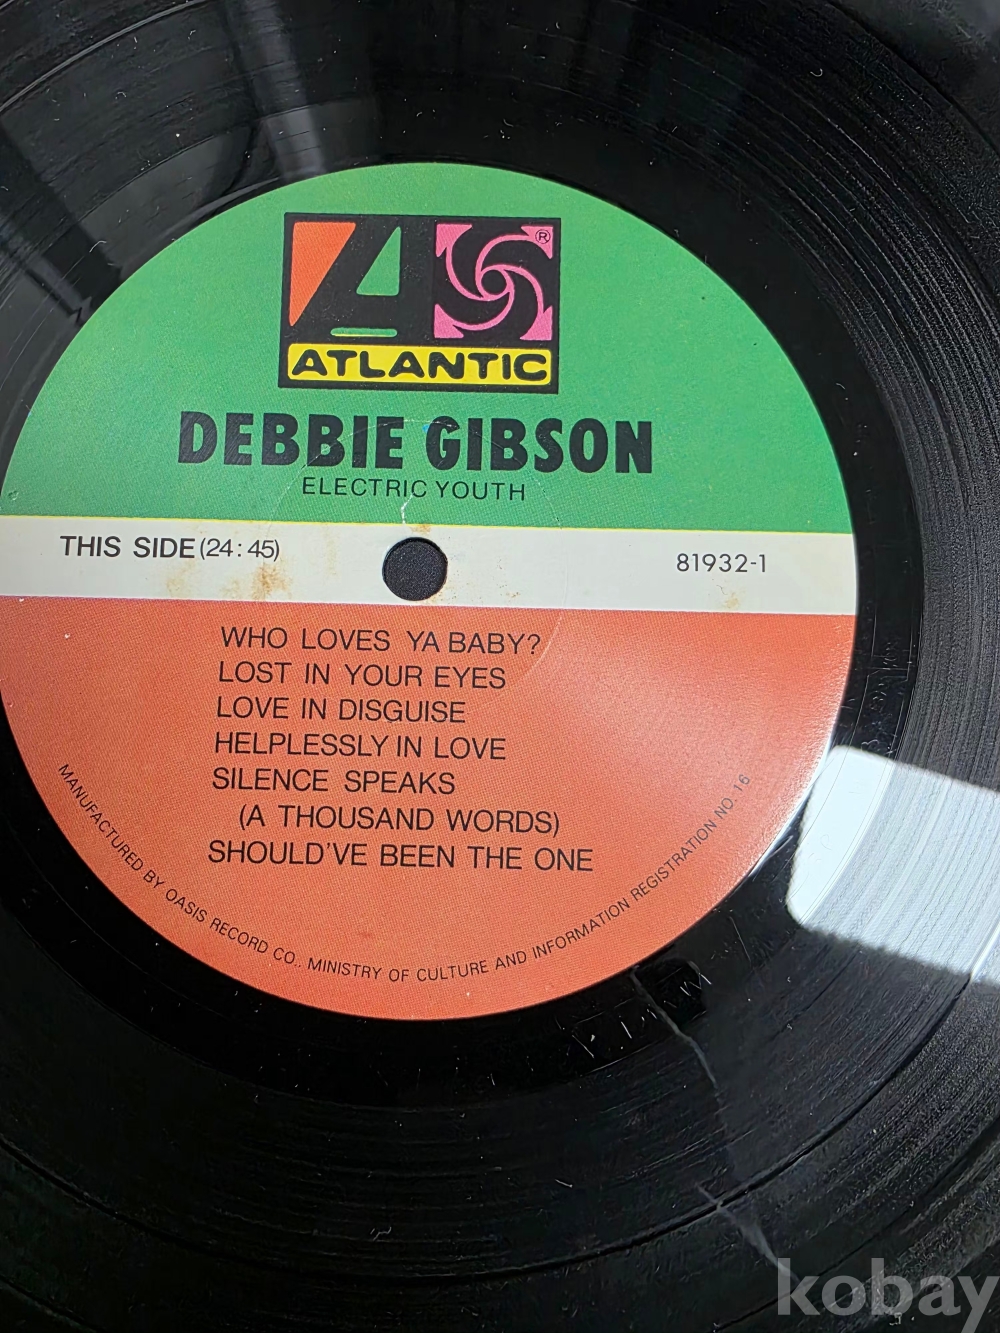 ®
ATLANTIC
DEBBIE GIBSON
ELECTRIC YOUTH
THIS SIDE (24:45)
81932-1
WHO LOVES YA BABY?
LOST IN YOUR EYES
LOVE IN DISGUISE
HELPLESSLY IN LOVE
SILENCE SPEAKS
(A THOUSAND WORDS)
SHOULD'VE BEEN THE ONE
MANUFACTURED BY OASIS RECORD CO., MINISTRY OF CULTURE AND INFORMATION REGISTRATION NO. 16
kobay